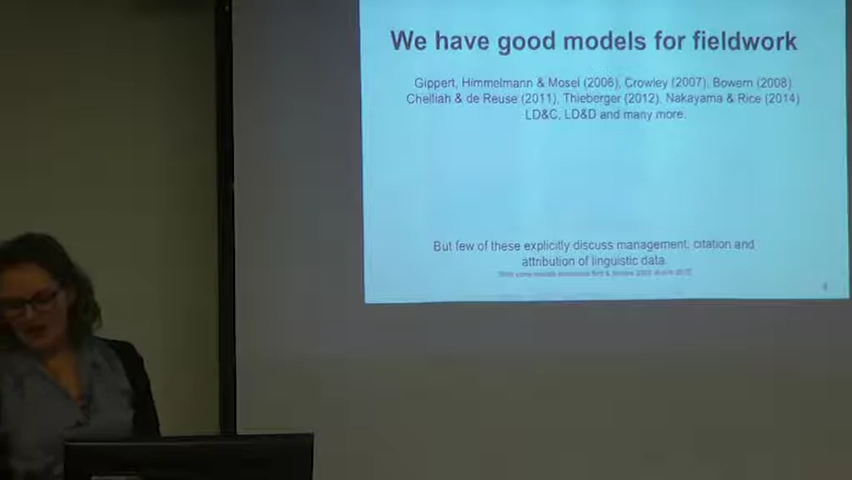 We have good models for fieldwork
Gippert, Himmelmann & Mosel (2006), Crowley (2007), Bowern (2008)
Chelliah & de Reuse (2011), Thieberger (2012), Nakayama & Rice (2014)
LD&C, LD&D and many more.
But few of these explicitly discuss management, citation and
attribution of linguistic data.
4